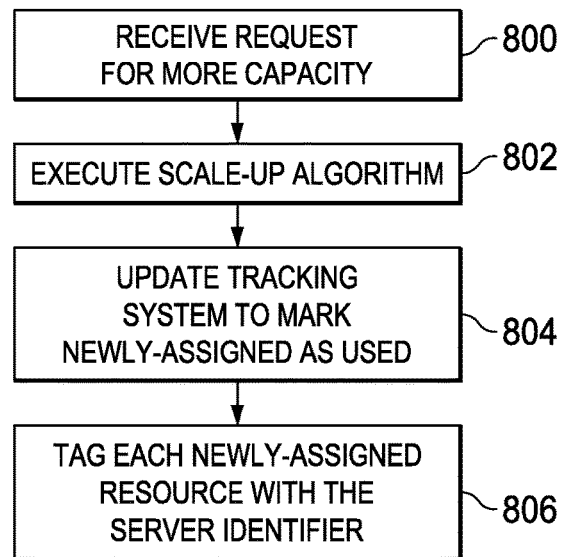 RECEIVE REQUEST
FOR MORE CAPACITY
800
EXECUTE SCALE-UP ALGORITHM
802
UPDATE TRACKING
SYSTEM TO MARK
NEWLY-ASSIGNED AS USED
804
TAG EACH NEWLY-ASSIGNED
RESOURCE WITH THE
SERVER IDENTIFIER
806